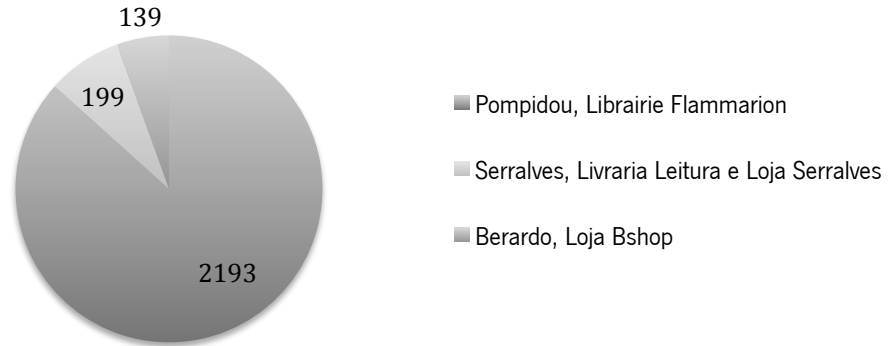 139
199
2193
Pompidou, Librairie Flammarion
Serralves, Livraria Leitura e Loja Serralves
Berardo, Loja Bshop